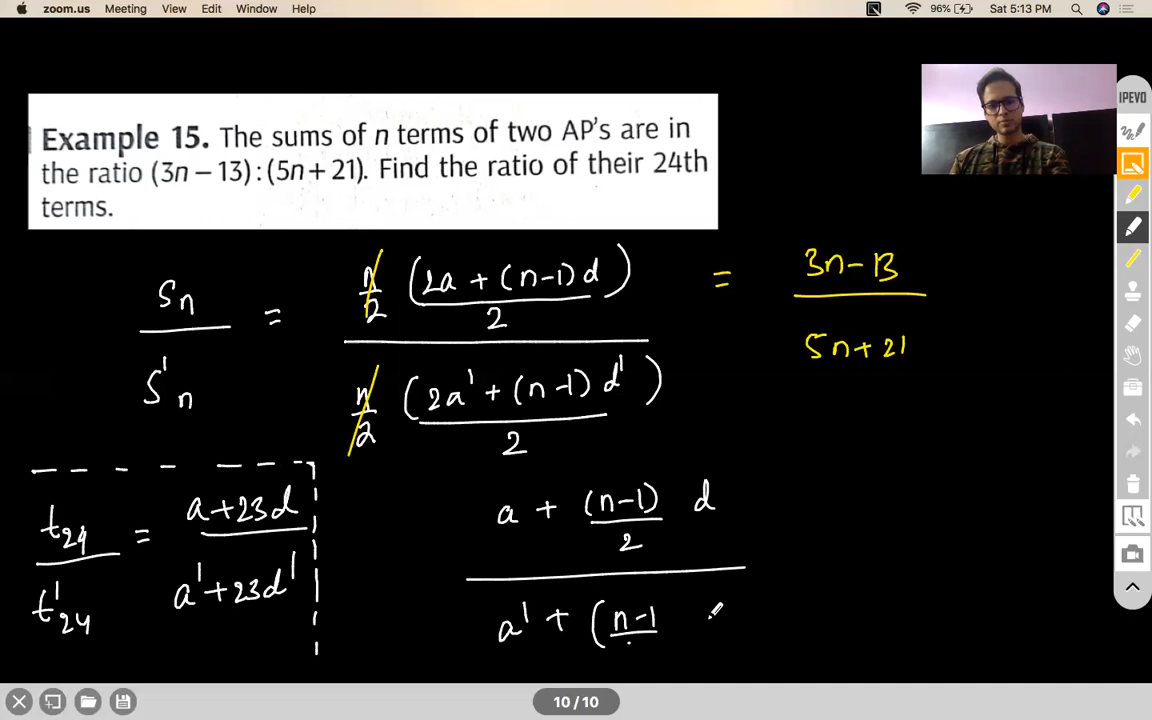 zoom.us Meeting View Edit Window Help 96% Sat 5:13 PM
IPEVO
Example 15. The sums of n terms of two AP's are in
the ratio (3n – 13) : (5n + 21). Find the ratio of their 24th
terms.
Sn / S'n = n/2 (2a + (n-1) d)/2 / n/2 (2a' + (n-1) d')/2 = 3n-13 / 5n+21
t24 / t'24 = a+23d / a'+23d'
a + (n-1)/2 d
a' + (n-1
10 / 10